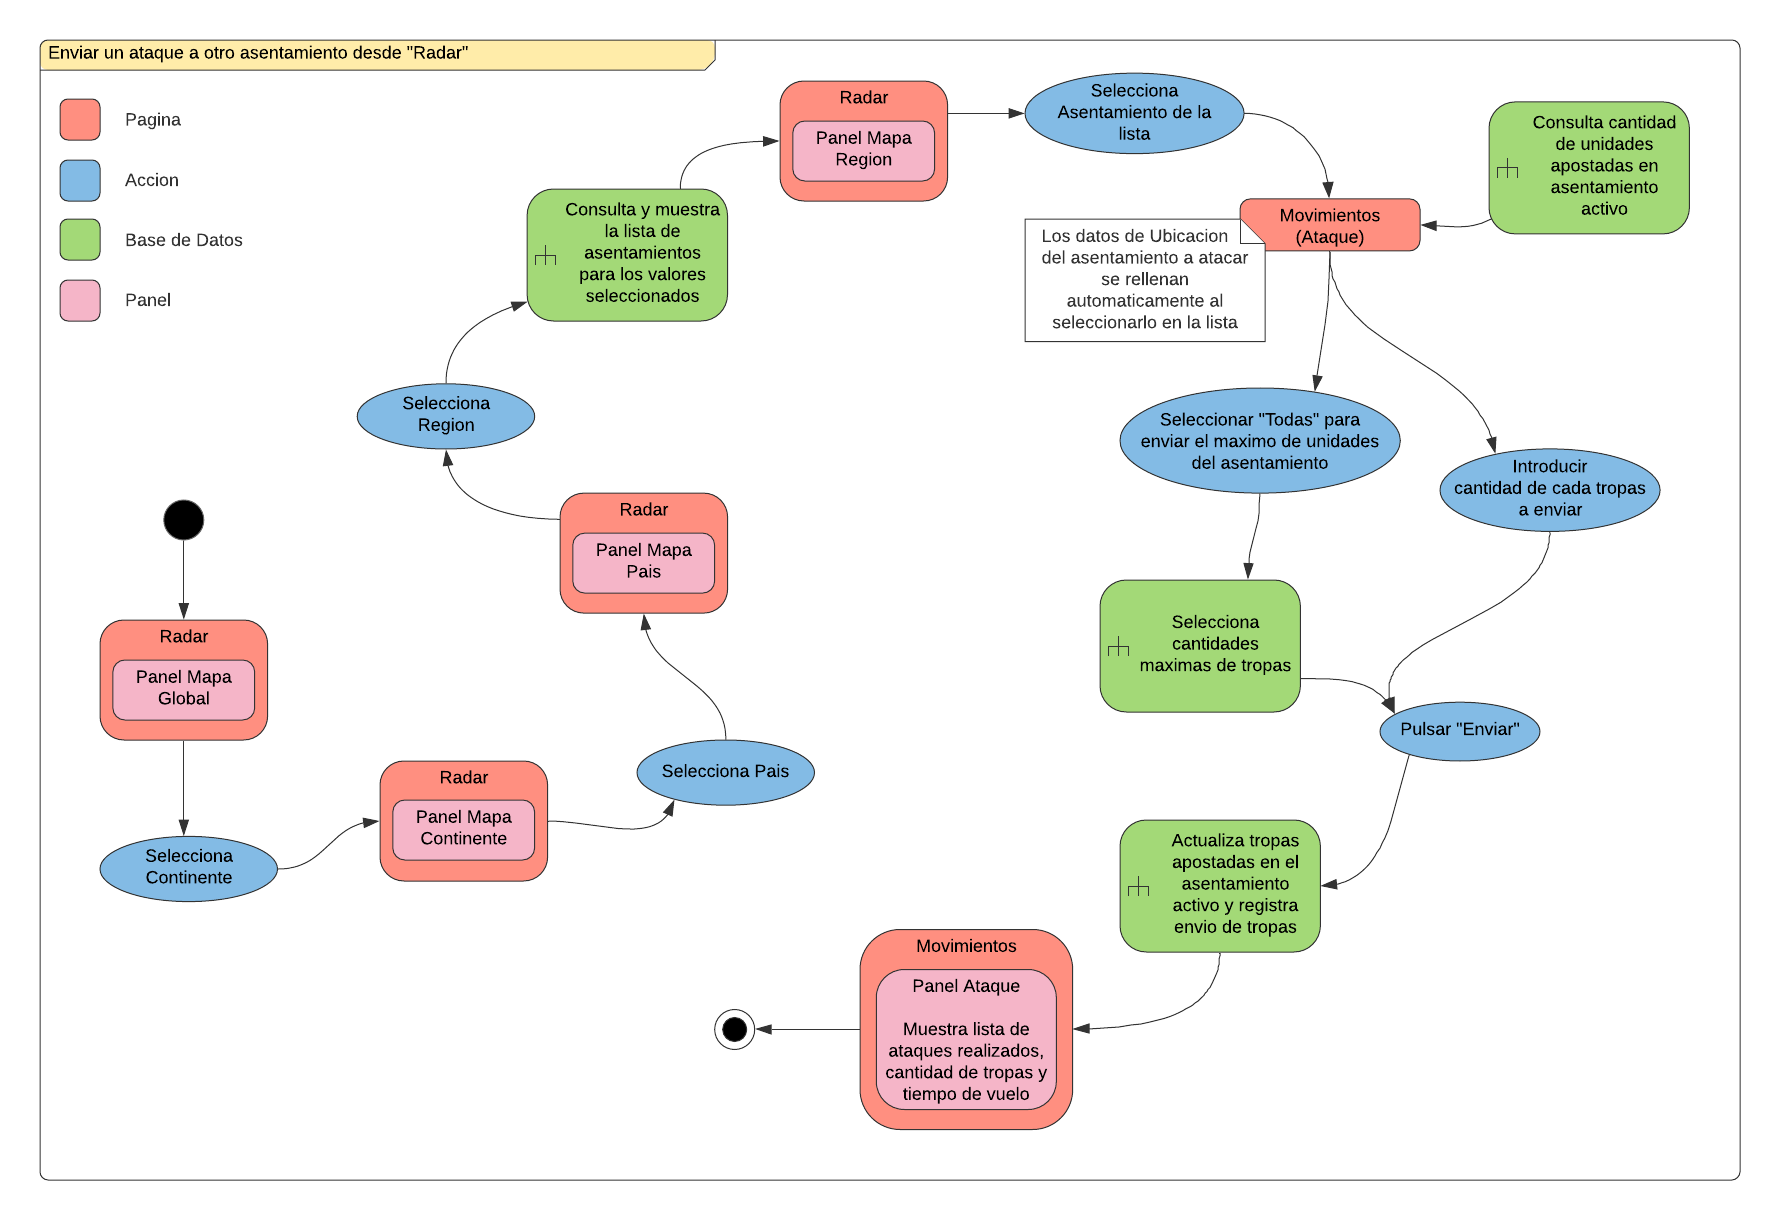 Enviar un ataque a otro asentamiento desde "Radar"
Pagina
Accion
Base de Datos
Panel
Radar
Panel Mapa
Global
Selecciona
Continente
Radar
Panel Mapa
Continente
Selecciona Pais
Radar
Panel Mapa
Pais
Selecciona
Region
Consulta y muestra
la lista de
asentamientos
para los valores
seleccionados
Radar
Panel Mapa
Region
Selecciona
Asentamiento de la
lista
Consulta cantidad
de unidades
apostadas en
asentamiento
activo
Movimientos
(Ataque)
Los datos de Ubicacion
del asentamiento a atacar
se rellenan
automaticamente al
seleccionarlo en la lista
Seleccionar "Todas" para
enviar el maximo de unidades
del asentamiento
Introducir
cantidad de cada tropas
a enviar
Selecciona
cantidades
maximas de tropas
Pulsar "Enviar"
Actualiza tropas
apostadas en el
asentamiento
activo y registra
envio de tropas
Movimientos
Panel Ataque
Muestra lista de
ataques realizados,
cantidad de tropas y
tiempo de vuelo